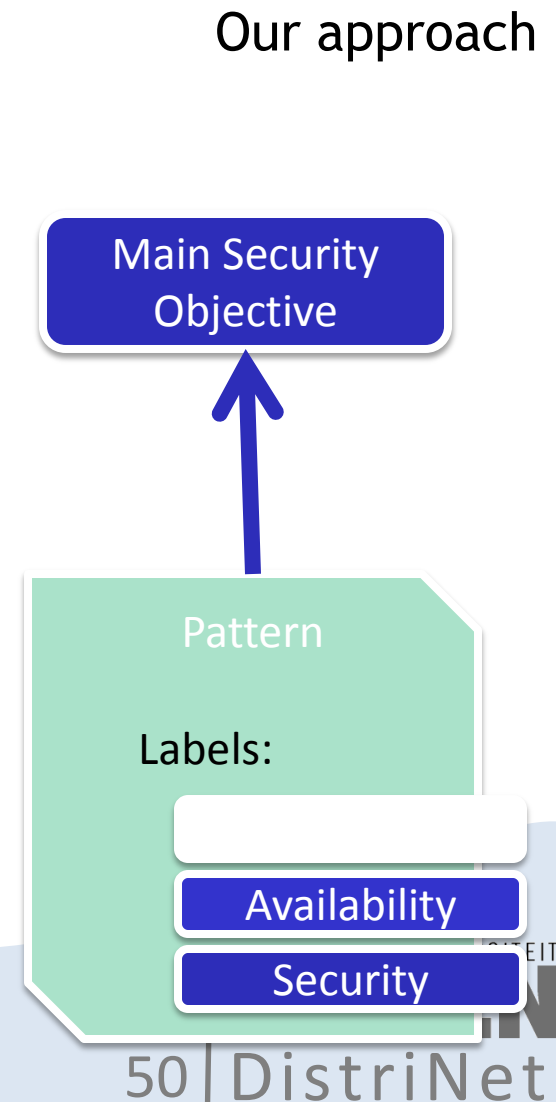 Our approach
Main Security
Objective
Pattern
Labels:
Availability
Security
50 | DistriNet